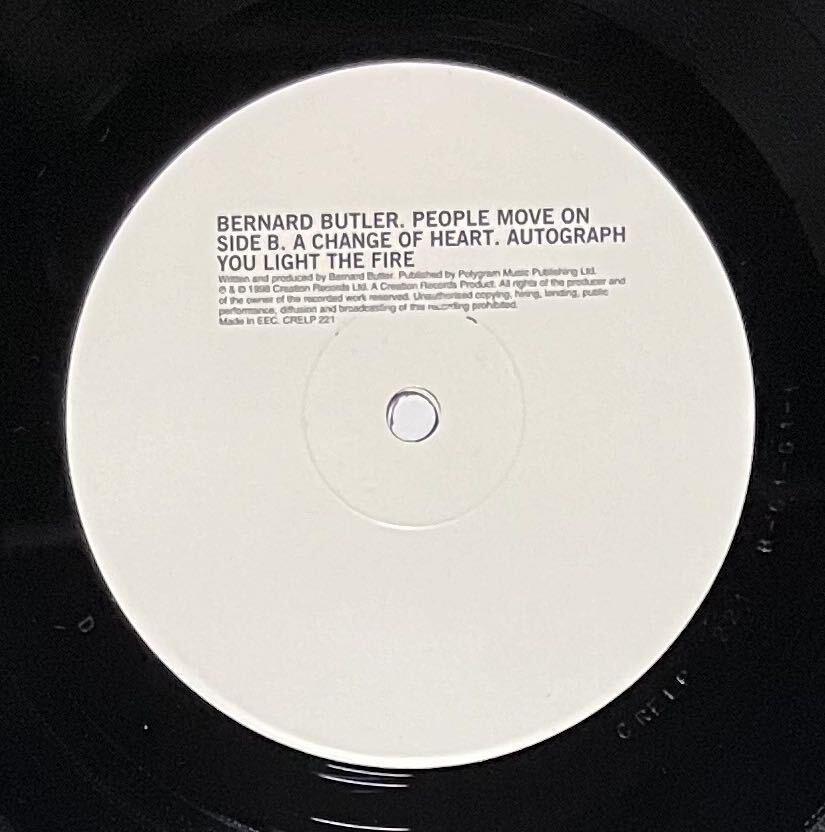 BERNARD BUTLER. PEOPLE MOVE ON
SIDE B. A CHANGE OF HEART. AUTOGRAPH
YOU LIGHT THE FIRE
Written and produced by Bernard Butler. Published by Polygram Music Publishing Ltd.
℗ & © 1998 Creation Records Ltd. A Creation Records Product. All rights of the producer and
of the owner of the recorded work reserved. Unauthorised copying, hiring, lending, public
performance, diffusion and broadcasting of this recording prohibited.
Made in EEC. CRELP 221
CRELP 221